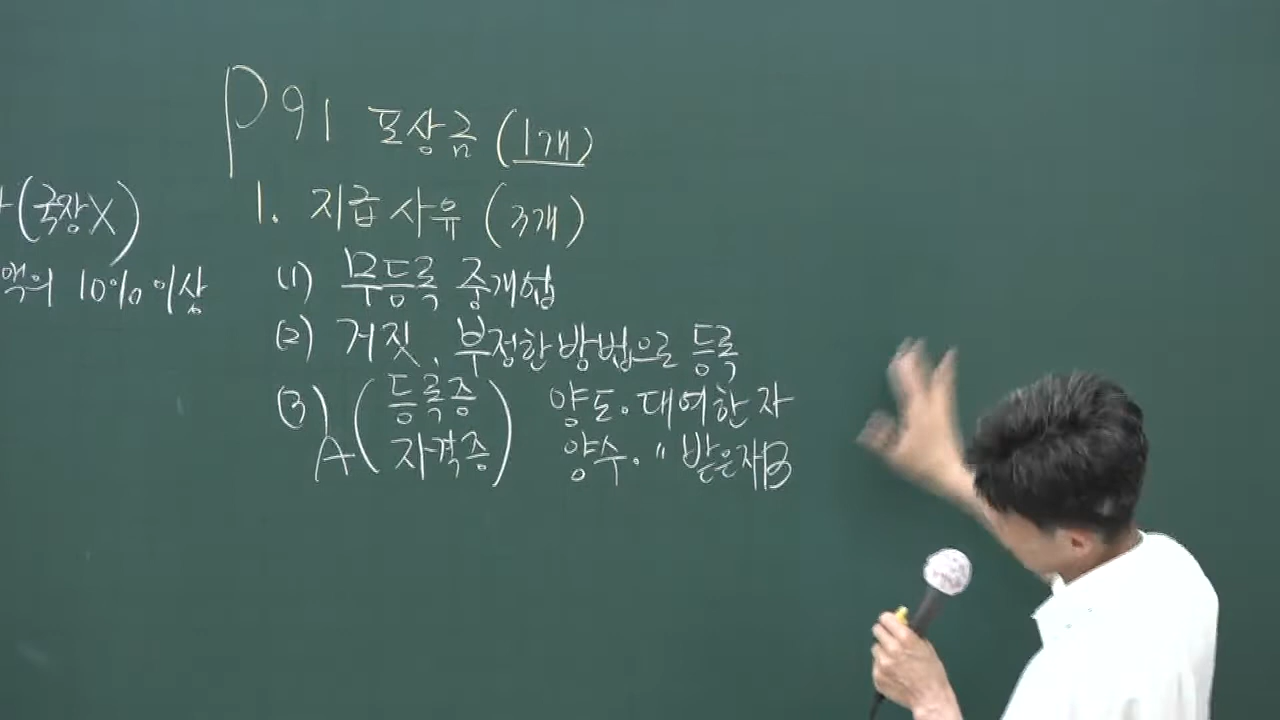 (국장X)
액의 10% 이상
P91 포상금 (1개)
1. 지급사유 (3개)
(1) 무등록 중개업
(2) 거짓, 부정한 방법으로 등록
(3) (등록증) 양도·대여한 자
A(자격증) 양수·〃 받은자B